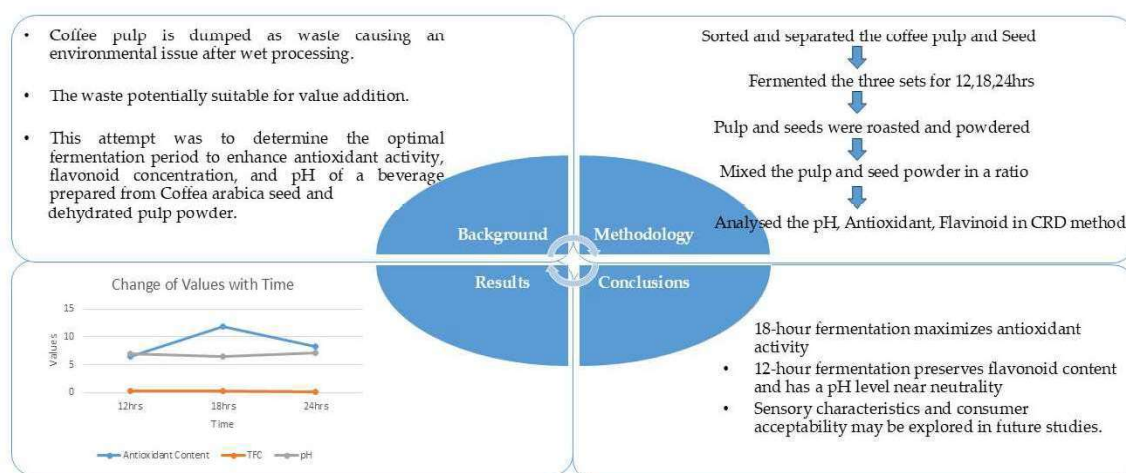 • Coffee pulp is dumped as waste causing an
environmental issue after wet processing.
• The waste potentially suitable for value addition.
• This attempt was to determine the optimal
fermentation period to enhance antioxidant activity,
flavonoid concentration, and pH of a beverage
prepared from Coffea arabica seed and
dehydrated pulp powder.
Sorted and separated the coffee pulp and Seed
Fermented the three sets for 12,18,24hrs
Pulp and seeds were roasted and powdered
Mixed the pulp and seed powder in a ratio
Analysed the pH, Antioxidant, Flavinoid in CRD method
Background
Methodology
Results
Conclusions
Change of Values with Time
Values
15
10
5
0
12hrs
18hrs
24hrs
Time
Antioxidant Content
TFC
pH
18-hour fermentation maximizes antioxidant
activity
• 12-hour fermentation preserves flavonoid content
and has a pH level near neutrality
• Sensory characteristics and consumer
acceptability may be explored in future studies.